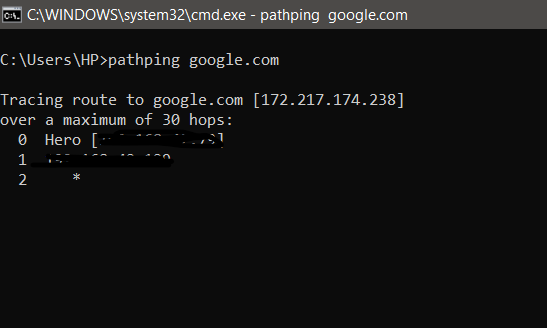 C:\WINDOWS\system32\cmd.exe - pathping  google.com
C:\Users\HP>pathping google.com
Tracing route to google.com [172.217.174.238]
over a maximum of 30 hops:
0  Hero [
1
2     *